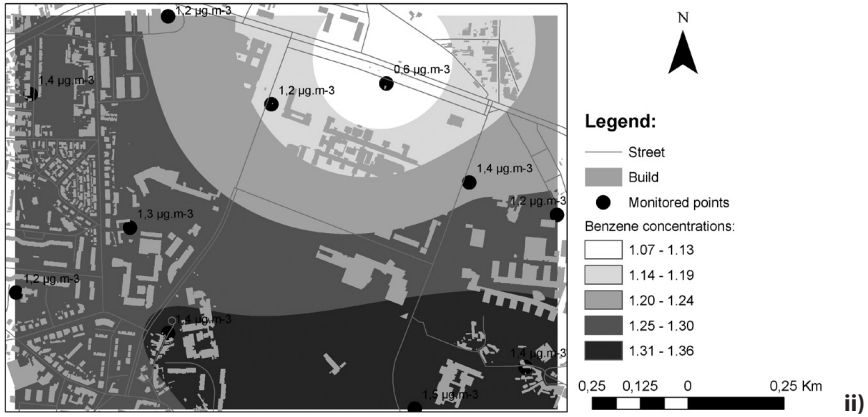 1,2 µg.m-3
1,4 µg.m-3
0,6 µg.m-3
1,2 µg.m-3
1,4 µg.m-3
1,2 µg.m-3
1,3 µg.m-3
1,2 µg.m-3
1,4 µg.m-3
1,4 µg.m-3
1,5 µg.m-3
N
Legend:
Street
Build
Monitored points
Benzene concentrations:
1.07 - 1.13
1.14 - 1.19
1.20 - 1.24
1.25 - 1.30
1.31 - 1.36
0,25 0,125 0 0,25 Km
ii)